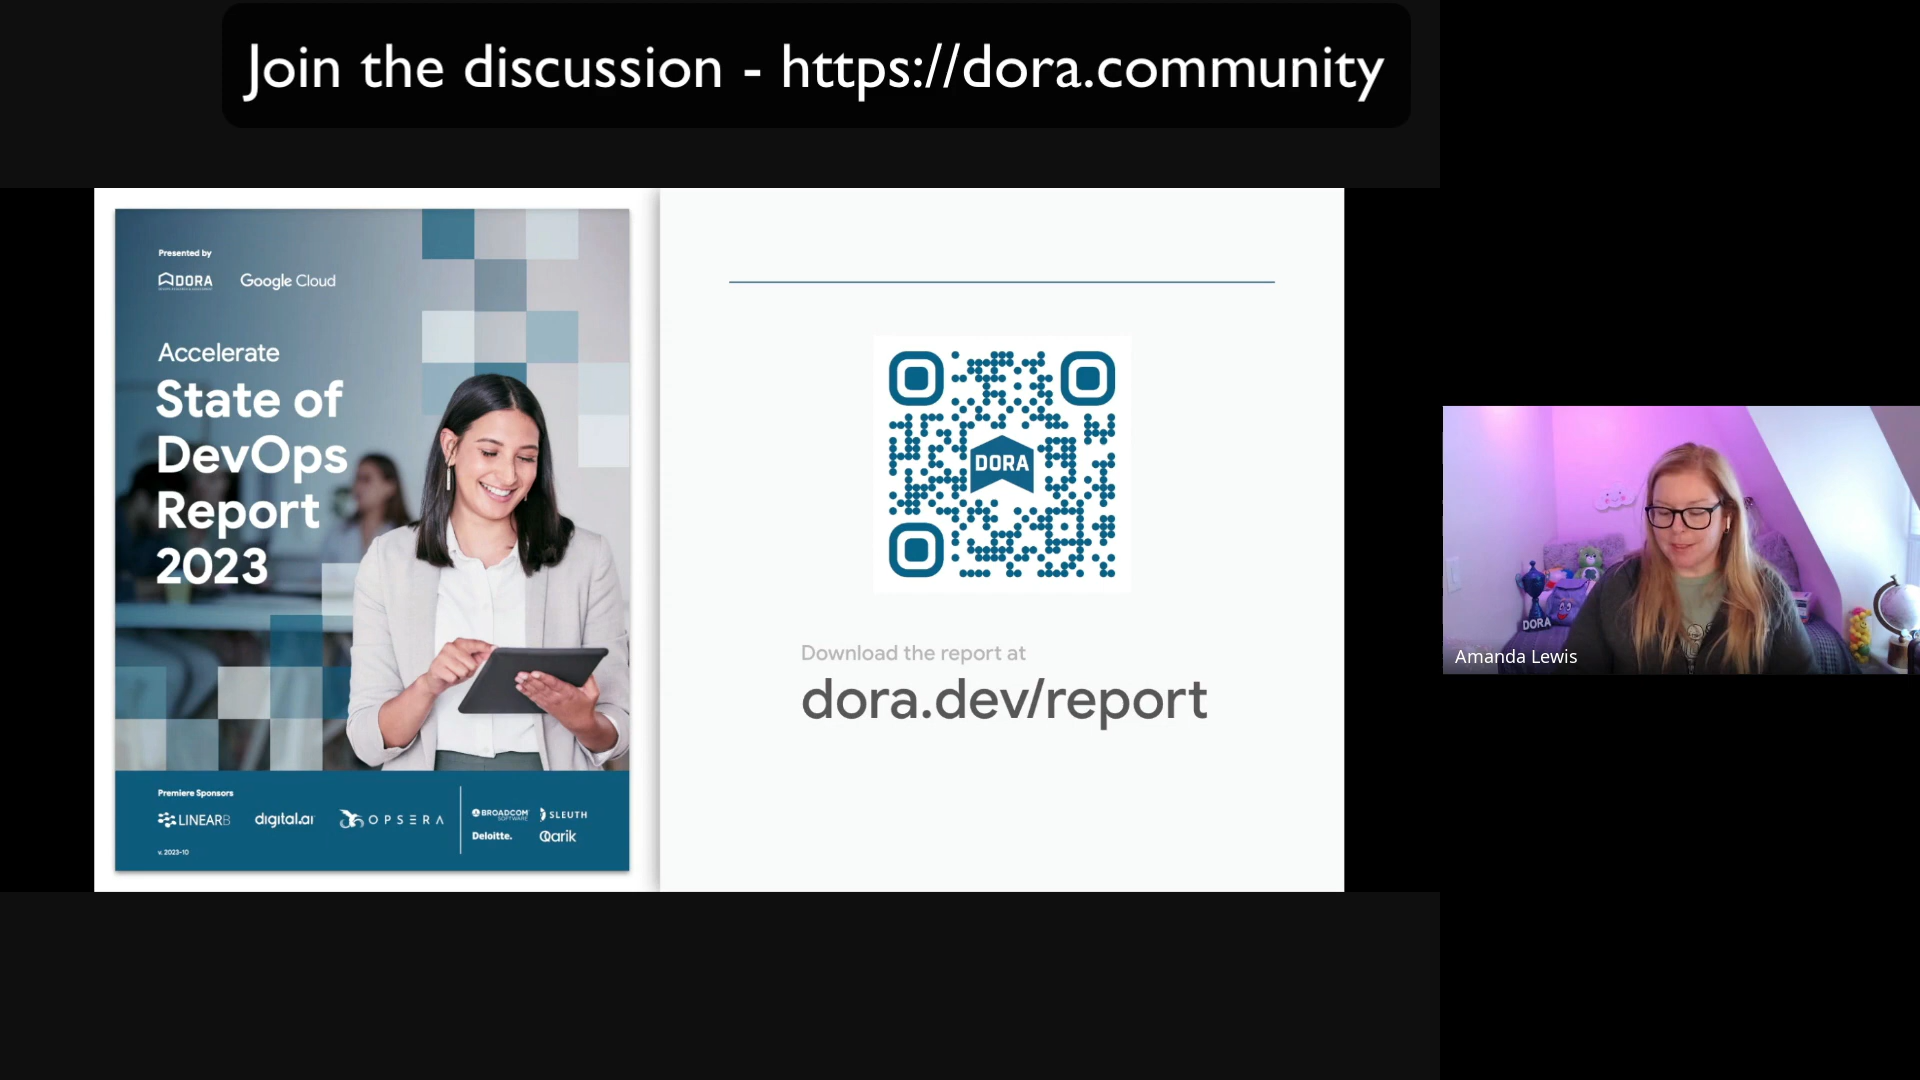 Join the discussion - https://dora.community
Presented by
DORA
Google Cloud
Accelerate
State of
DevOps
Report
2023
Premiere Sponsors
LINEARB
digital.ai
OPSERA
BROADCOM
SOFTWARE
SLEUTH
Deloitte.
Qarik
v. 2023-10
DORA
Download the report at
dora.dev/report
DORA
Amanda Lewis